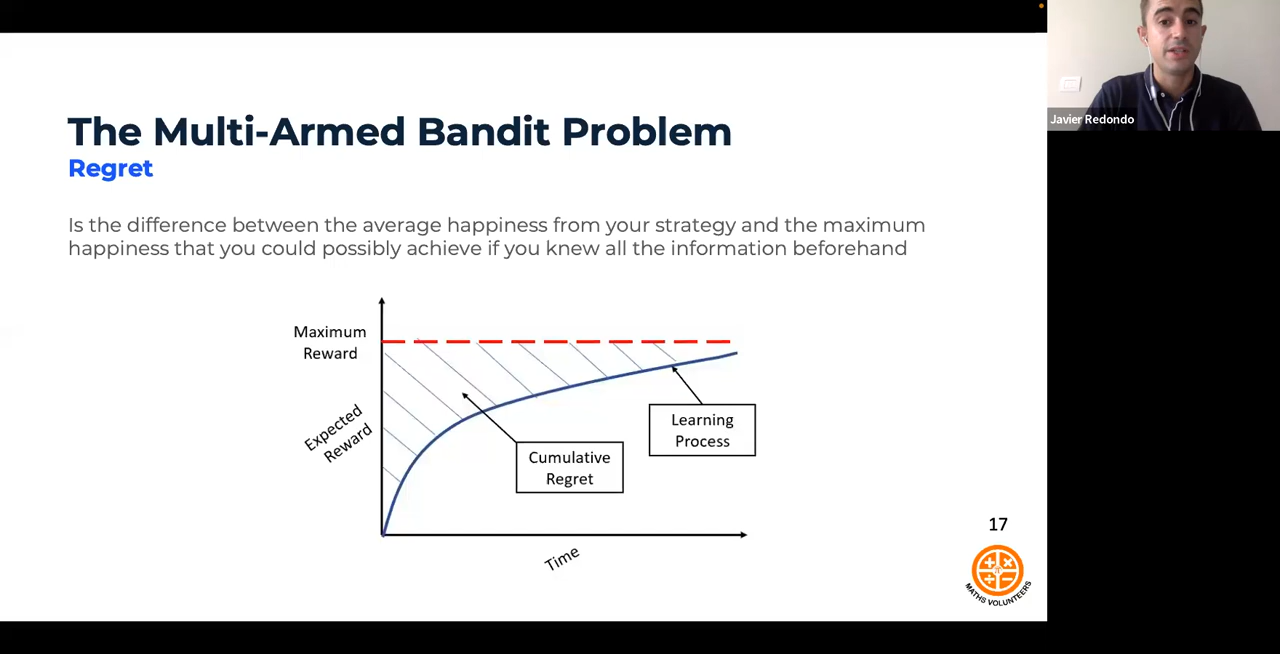 The Multi-Armed Bandit Problem
Regret
Is the difference between the average happiness from your strategy and the maximum
happiness that you could possibly achieve if you knew all the information beforehand
Maximum
Reward
Expected
Reward
Cumulative
Regret
Learning
Process
Time
17
MATHS VOLUNTEERS
Javier Redondo